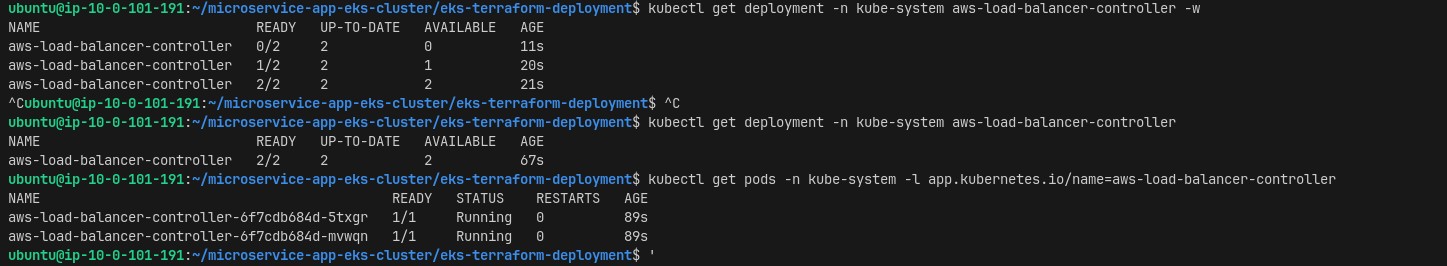 ubuntu@ip-10-0-101-191:~/microservice-app-eks-cluster/eks-terraform-deployment$ kubectl get deployment -n kube-system aws-load-balancer-controller -w
NAME                           READY   UP-TO-DATE   AVAILABLE   AGE
aws-load-balancer-controller   0/2     2            0           11s
aws-load-balancer-controller   1/2     2            1           20s
aws-load-balancer-controller   2/2     2            2           21s
^Cubuntu@ip-10-0-101-191:~/microservice-app-eks-cluster/eks-terraform-deployment$ ^C
ubuntu@ip-10-0-101-191:~/microservice-app-eks-cluster/eks-terraform-deployment$ kubectl get deployment -n kube-system aws-load-balancer-controller
NAME                           READY   UP-TO-DATE   AVAILABLE   AGE
aws-load-balancer-controller   2/2     2            2           67s
ubuntu@ip-10-0-101-191:~/microservice-app-eks-cluster/eks-terraform-deployment$ kubectl get pods -n kube-system -l app.kubernetes.io/name=aws-load-balancer-controller
NAME                                            READY   STATUS    RESTARTS   AGE
aws-load-balancer-controller-6f7cdb684d-5txgr   1/1     Running   0          89s
aws-load-balancer-controller-6f7cdb684d-mvwqn   1/1     Running   0          89s
ubuntu@ip-10-0-101-191:~/microservice-app-eks-cluster/eks-terraform-deployment$ '